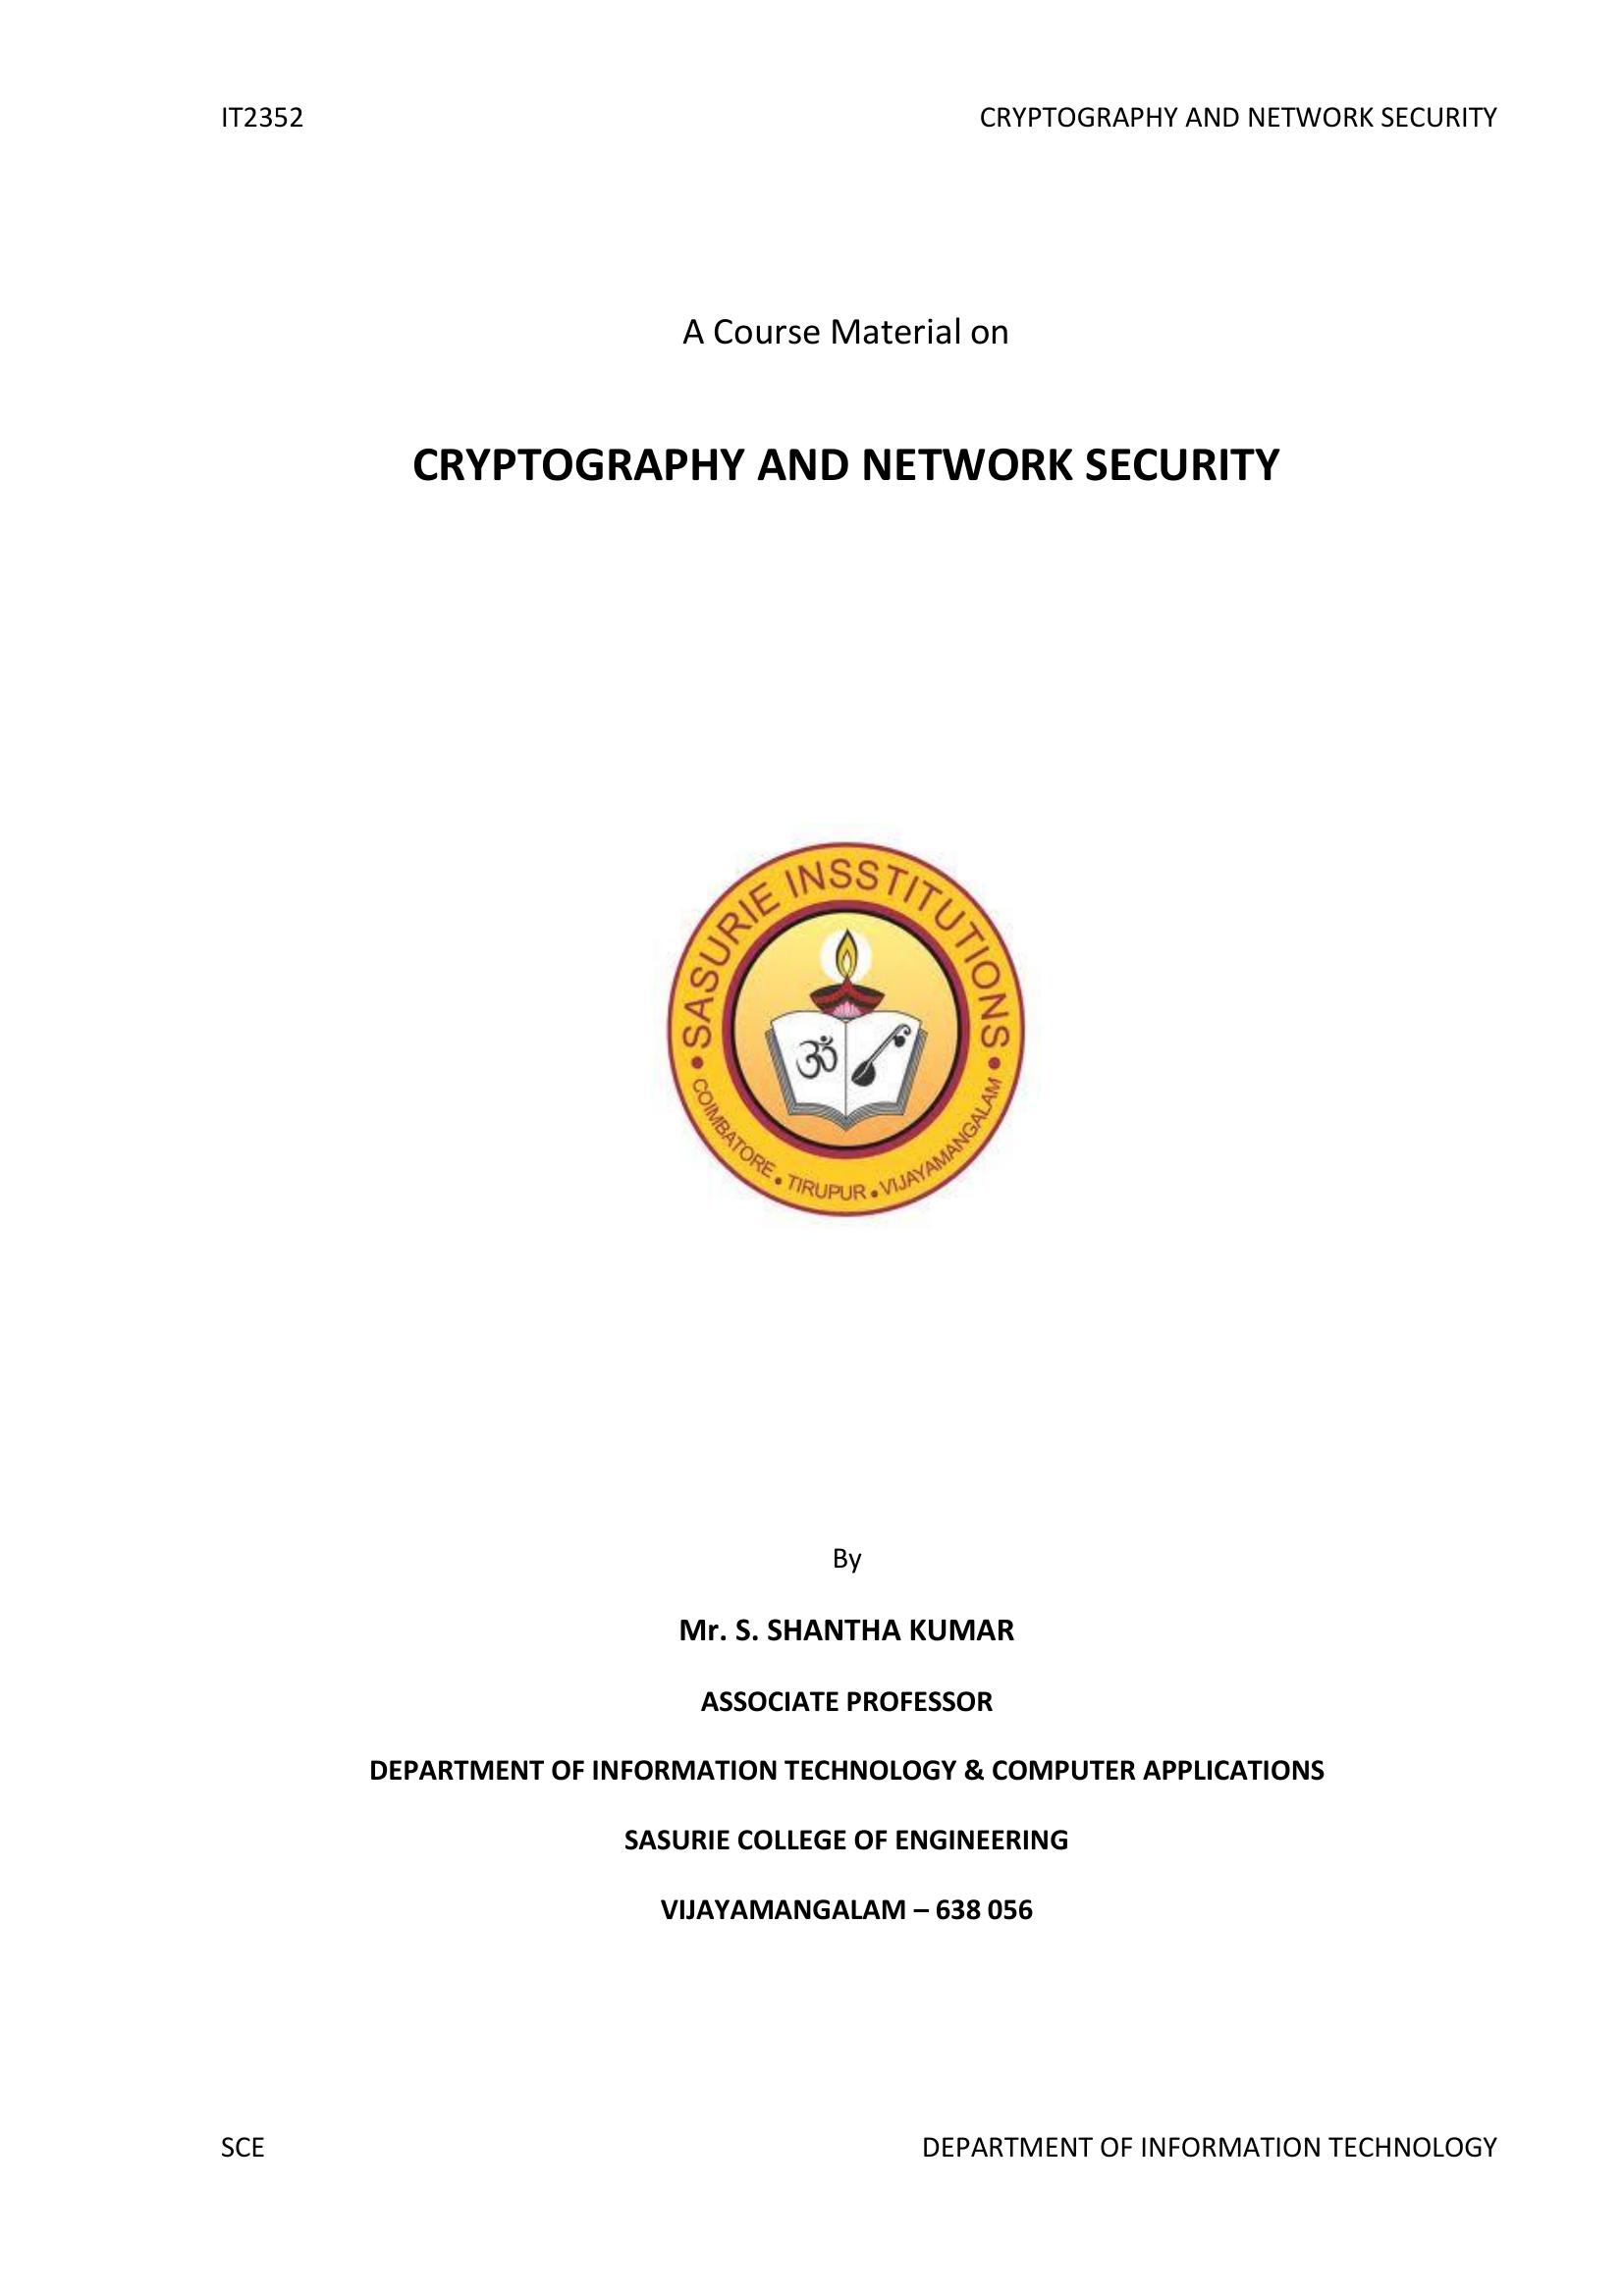 IT2352 CRYPTOGRAPHY AND NETWORK SECURITY
A Course Material on
CRYPTOGRAPHY AND NETWORK SECURITY
SASURIE INSSTITUTIONS
COIMBATORE • TIRUPUR • VIJAYAMANGALAM
ॐ
By
Mr. S. SHANTHA KUMAR
ASSOCIATE PROFESSOR
DEPARTMENT OF INFORMATION TECHNOLOGY & COMPUTER APPLICATIONS
SASURIE COLLEGE OF ENGINEERING
VIJAYAMANGALAM – 638 056
SCE DEPARTMENT OF INFORMATION TECHNOLOGY